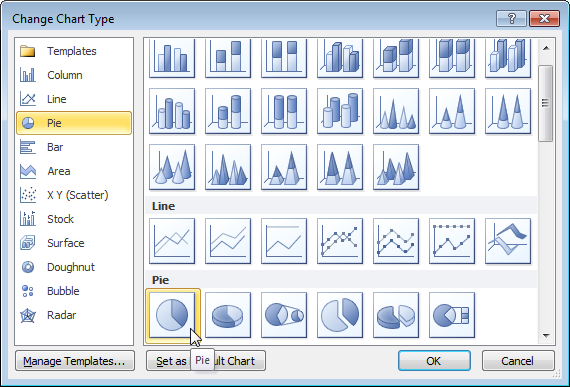 Change Chart Type
Templates
Column
Line
Pie
Bar
Area
X Y (Scatter)
Stock
Surface
Doughnut
Bubble
Radar
Line
Pie
Manage Templates...
Set as
Pie
ult Chart
OK
Cancel